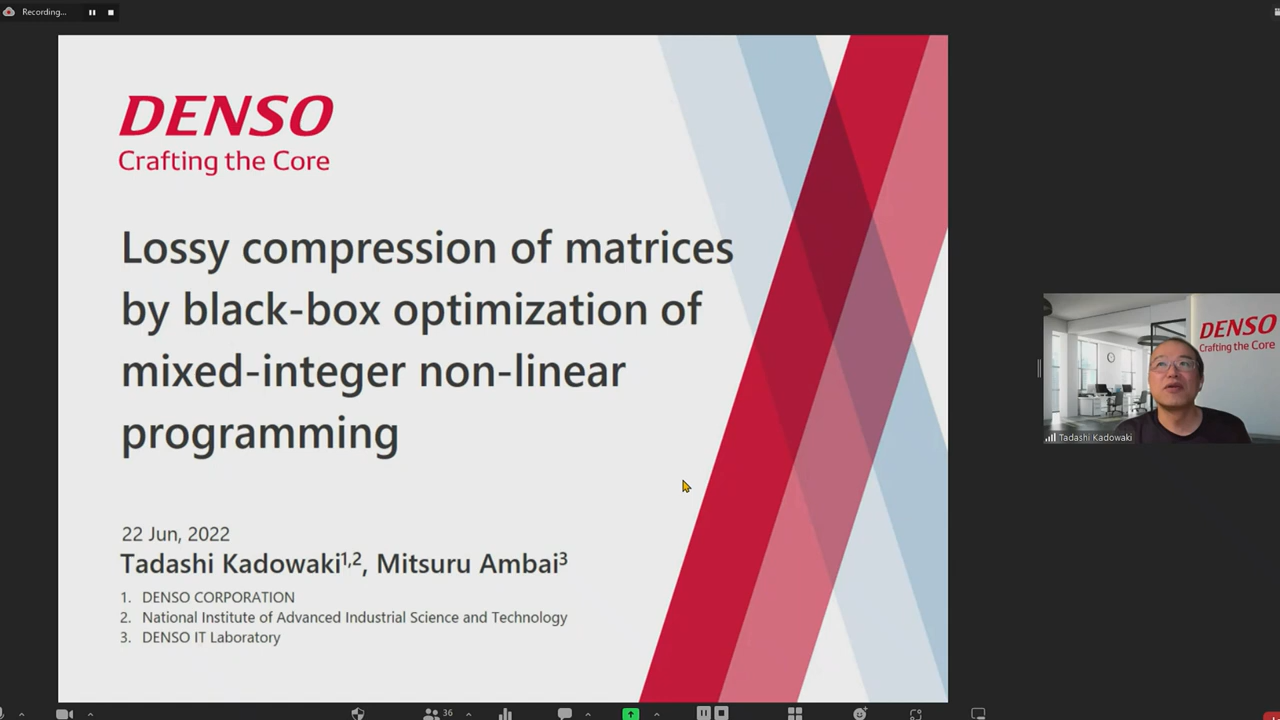 Recording...
DENSO
Crafting the Core
Lossy compression of matrices
by black-box optimization of
mixed-integer non-linear
programming
22 Jun, 2022
Tadashi Kadowaki1,2, Mitsuru Ambai3
1. DENSO CORPORATION
2. National Institute of Advanced Industrial Science and Technology
3. DENSO IT Laboratory
DENSO
Crafting the Core
Tadashi Kadowaki
36